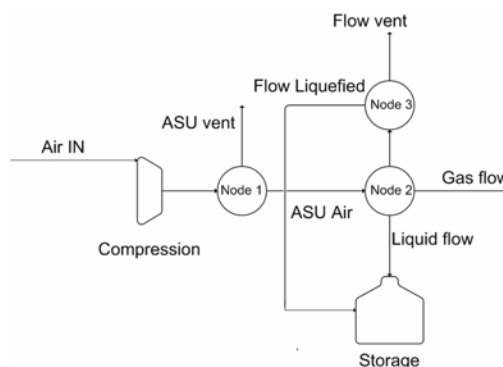 Flow vent
Flow Liquefied
Node 3
ASU vent
Air IN
Node 1
Node 2
Gas flow
ASU Air
Compression
Liquid flow
Storage